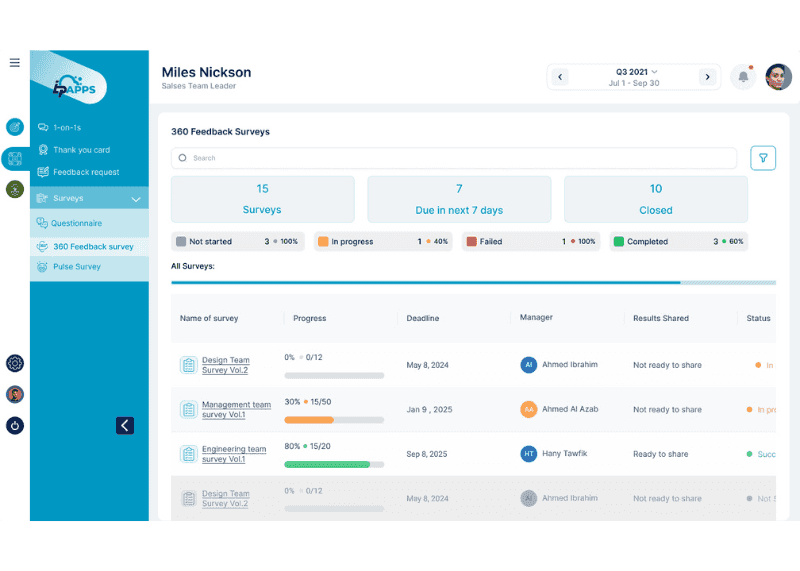 APPS
Miles Nickson
Salses Team Leader
Q3 2021
Jul 1 - Sep 30
1-on-1s
Thank you card
Feedback request
Surveys
Questionnaire
360 Feedback survey
Pulse Survey
360 Feedback Surveys
Search
15
Surveys
7
Due in next 7 days
10
Closed
Not started 3 100%
In progress 1 40%
Failed 1 100%
Completed 3 60%
All Surveys:
Name of survey Progress Deadline Manager Results Shared Status
Design Team
Survey Vol.2
0% 0/12
May 8, 2024
AI Ahmed Ibrahim
Not ready to share
In
Management team
survey Vol.1
30% 15/50
Jan 9 , 2025
AA Ahmed Al Azab
Not ready to share
In pro
Engineering team
survey Vol.1
80% 15/20
Sep 8, 2025
HT Hany Tawfik
Ready to share
Succ
Design Team
Survey Vol.2
0% 0/12
May 8, 2024
AI Ahmed Ibrahim
Not ready to share
Not